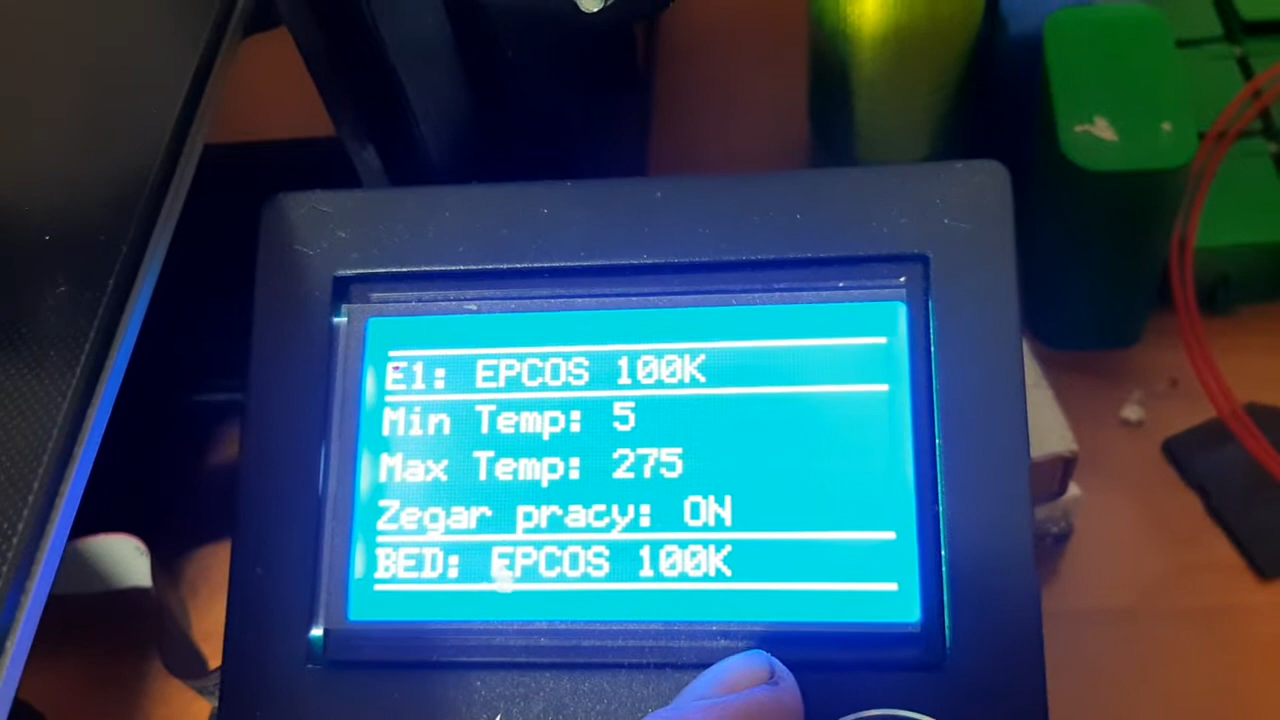 E1: EPCOS 100K
Min Temp: 5
Max Temp: 275
Zegar pracy: ON
BED: EPCOS 100K